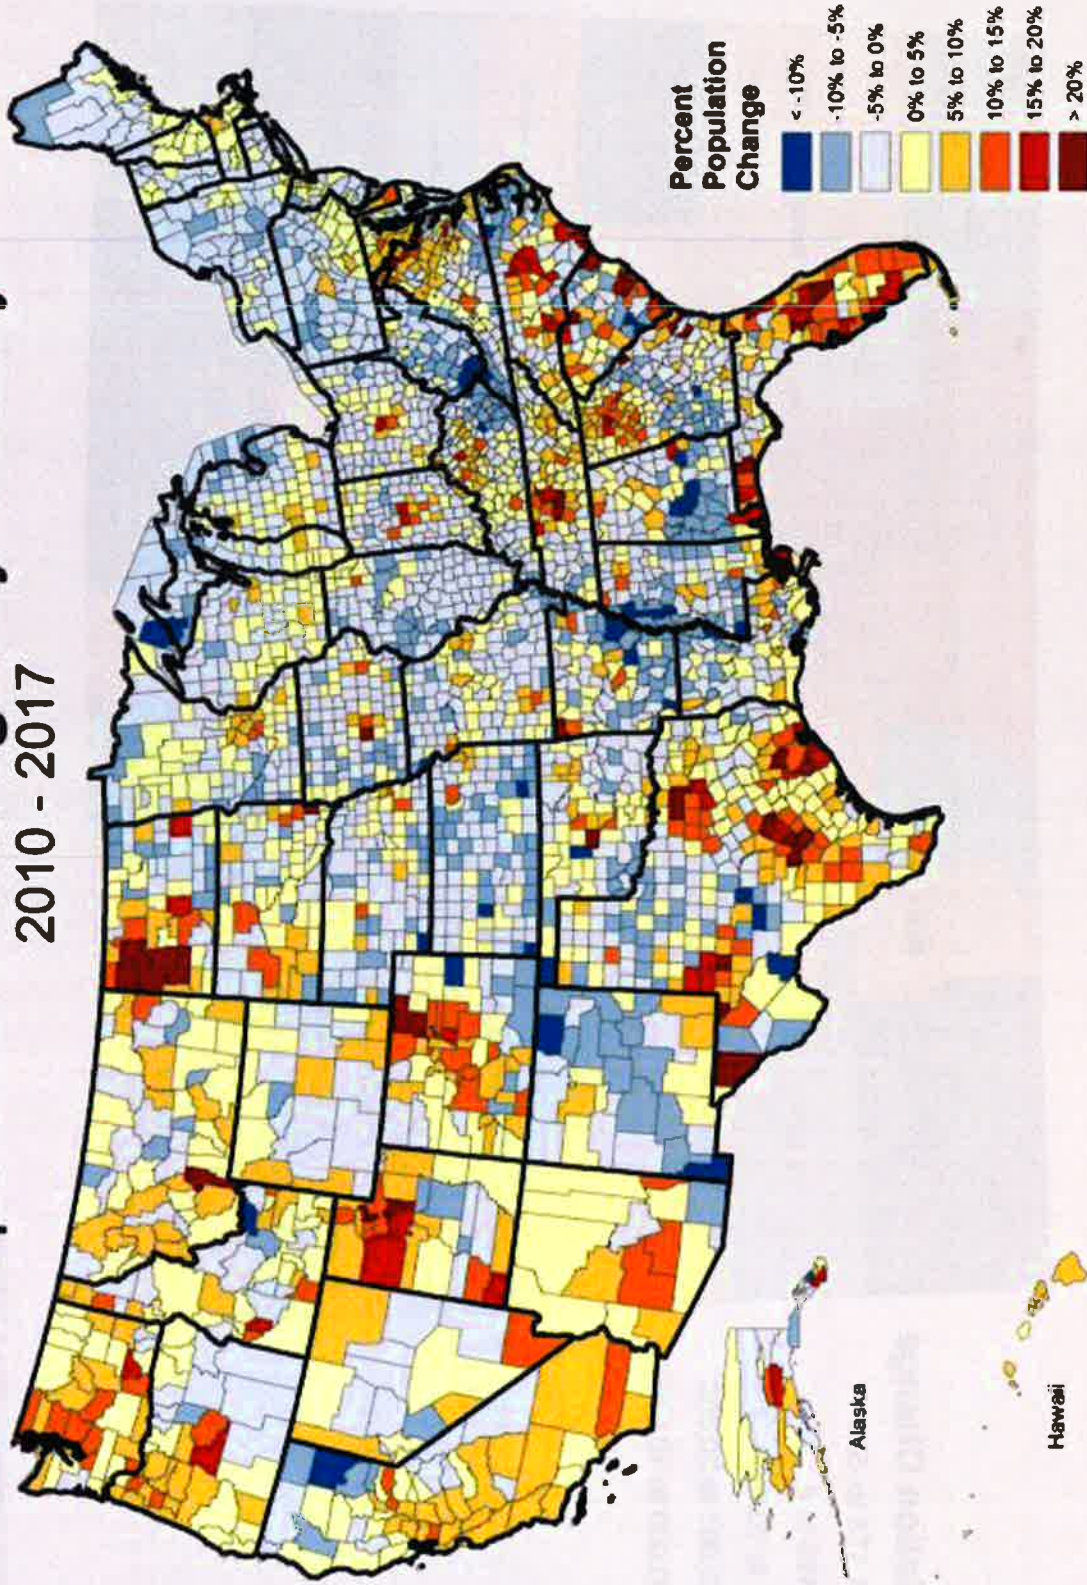 2010 - 2017
Percent
Population
Change
< -10%
-10% to -5%
-5% to 0%
0% to 5%
5% to 10%
10% to 15%
15% to 20%
> 20%
Alaska
Hawaii